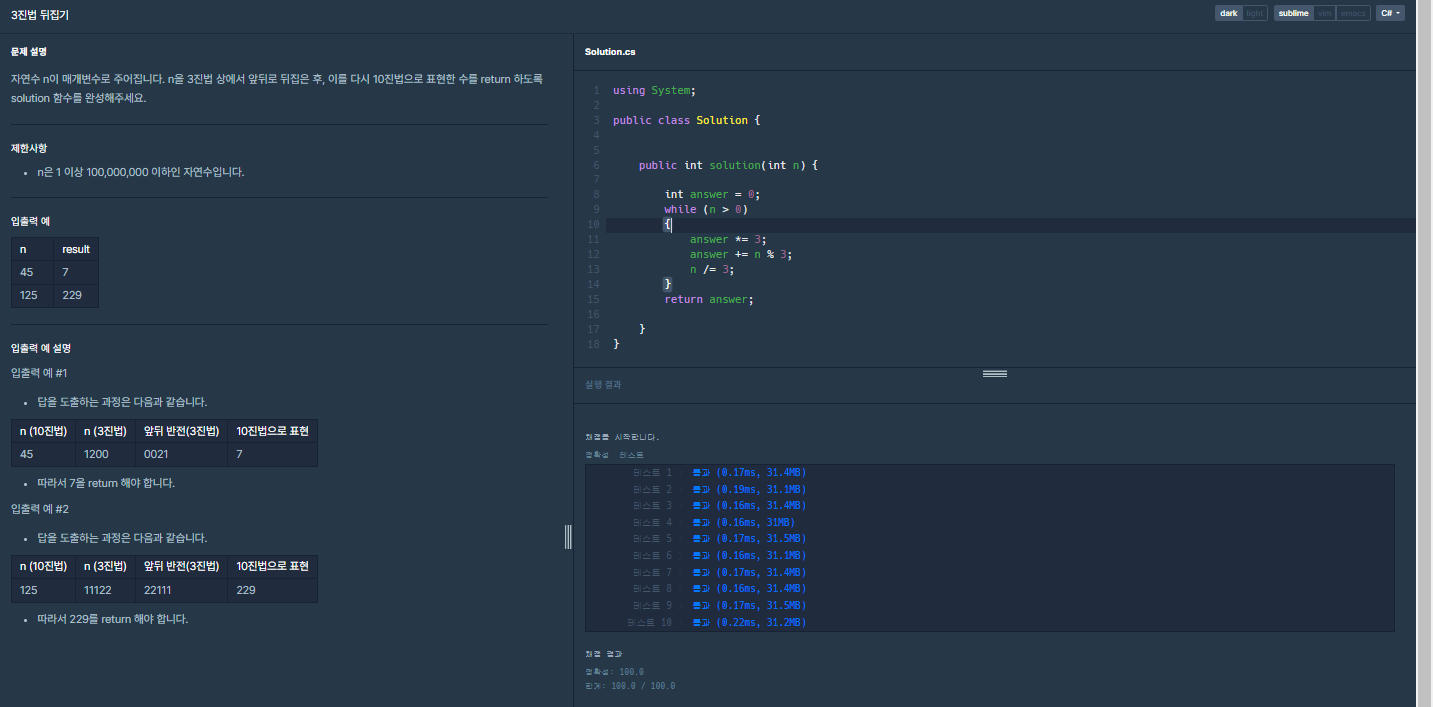 3진법 뒤집기
dark light sublime vim emacs C#
문제 설명
자연수 n이 매개변수로 주어집니다. n을 3진법 상에서 앞뒤로 뒤집은 후, 이를 다시 10진법으로 표현한 수를 return 하도록
solution 함수를 완성해주세요.
제한사항
• n은 1 이상 100,000,000 이하인 자연수입니다.
입출력 예
n result
45 7
125 229
입출력 예 설명
입출력 예 #1
• 답을 도출하는 과정은 다음과 같습니다.
n (10진법) n (3진법) 앞뒤 반전(3진법) 10진법으로 표현
45 1200 0021 7
• 따라서 7을 return 해야 합니다.
입출력 예 #2
• 답을 도출하는 과정은 다음과 같습니다.
n (10진법) n (3진법) 앞뒤 반전(3진법) 10진법으로 표현
125 11122 22111 229
• 따라서 229를 return 해야 합니다.
Solution.cs
1 using System;
2
3 public class Solution {
4
5
6 public int solution(int n) {
7
8 int answer = 0;
9 while (n > 0)
10 {
11 answer *= 3;
12 answer += n % 3;
13 n /= 3;
14 }
15 return answer;
16
17 }
18 }
실행 결과
채점을 시작합니다.
정확성 테스트
테스트 1 통과 (0.17ms, 31.4MB)
테스트 2 통과 (0.19ms, 31.1MB)
테스트 3 통과 (0.16ms, 31.4MB)
테스트 4 통과 (0.16ms, 31MB)
테스트 5 통과 (0.17ms, 31.5MB)
테스트 6 통과 (0.16ms, 31.1MB)
테스트 7 통과 (0.17ms, 31.4MB)
테스트 8 통과 (0.16ms, 31.4MB)
테스트 9 통과 (0.17ms, 31.5MB)
테스트 10 통과 (0.22ms, 31.2MB)
채점 결과
정확성: 100.0
합계: 100.0 / 100.0